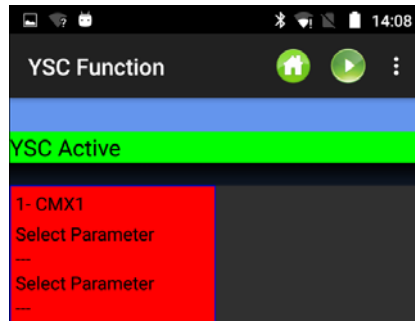 14:08
YSC Function
YSC Active
1- CMX1
Select Parameter
---
Select Parameter
---